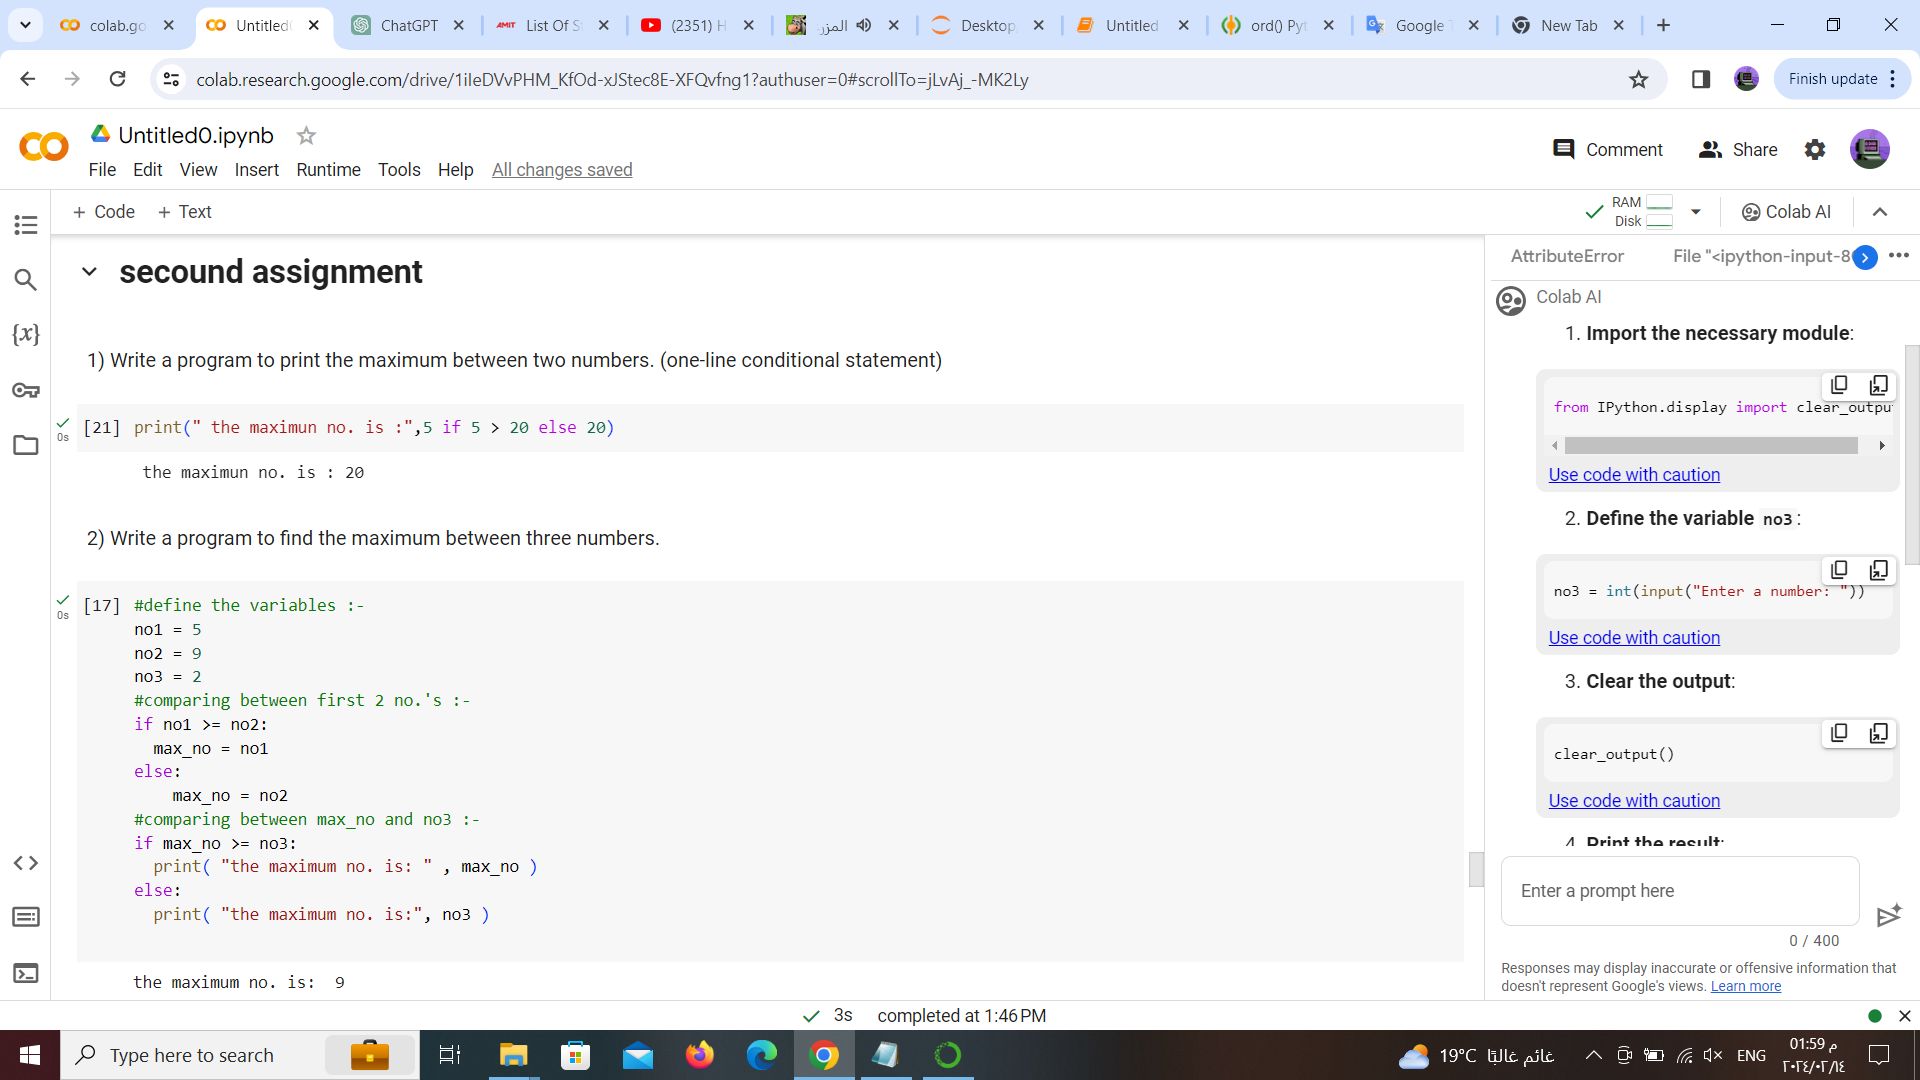 colab.go
Untitled
ChatGPT
AMIT List Of S
(2351) H
المزر
Desktop
Untitled
ord() Pyt
Google T
New Tab
colab.research.google.com/drive/1iIeDVvPHM_KfOd-xJStec8E-XFQvfng1?authuser=0#scrollTo=jLvAj_-MK2Ly
Finish update
CO Untitled0.ipynb
File Edit View Insert Runtime Tools Help All changes saved
Comment Share
+ Code + Text
RAM
Disk
Colab AI
secound assignment
1) Write a program to print the maximum between two numbers. (one-line conditional statement)
0s
[21] print(" the maximun no. is :",5 if 5 > 20 else 20)
the maximun no. is : 20
2) Write a program to find the maximum between three numbers.
0s
[17] #define the variables :-
no1 = 5
no2 = 9
no3 = 2
#comparing between first 2 no.'s :-
if no1 >= no2:
max_no = no1
else:
max_no = no2
#comparing between max_no and no3 :-
if max_no >= no3:
print( "the maximum no. is: " , max_no )
else:
print( "the maximum no. is:", no3 )
the maximum no. is:  9
{x}
AttributeError File "<ipython-input-8
Colab AI
1. Import the necessary module:
from IPython.display import clear_outpu
Use code with caution
2. Define the variable no3 :
no3 = int(input("Enter a number: "))
Use code with caution
3. Clear the output:
clear_output()
Use code with caution
4. Print the result:
Enter a prompt here
0 / 400
Responses may display inaccurate or offensive information that
doesn't represent Google's views. Learn more
3s completed at 1:46 PM
Type here to search
19°C غائم غالبًا
ENG
01:59 م
٢٠٢٤/٠٢/١٤